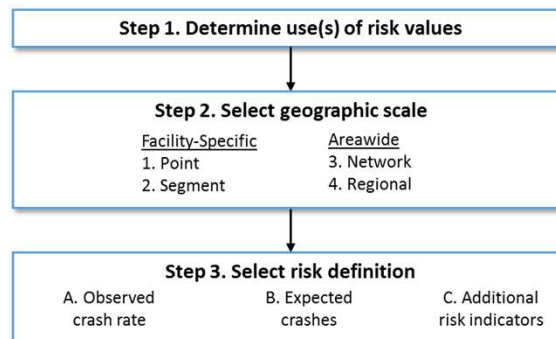 Step 1. Determine use(s) of risk values
Step 2. Select geographic scale
Facility-Specific
1. Point
2. Segment
Areawide
3. Network
4. Regional
Step 3. Select risk definition
A. Observed
crash rate
B. Expected
crashes
C. Additional
risk indicators